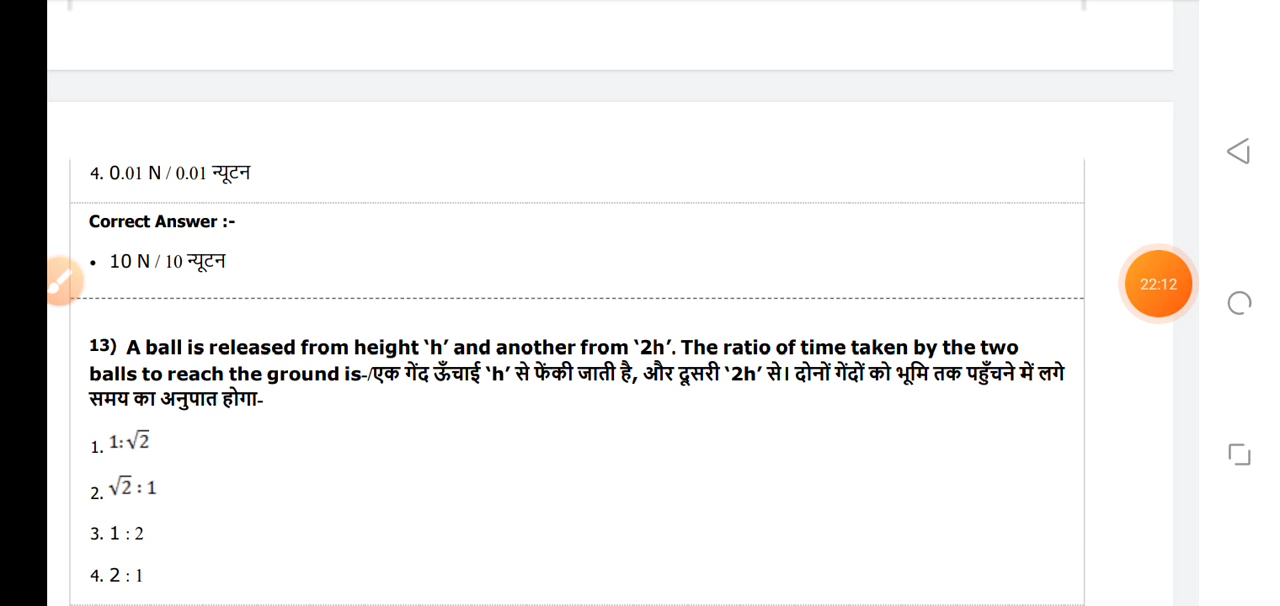 4. 0.01 N / 0.01 न्यूटन
Correct Answer :-
• 10 N / 10 न्यूटन
22:12
13) A ball is released from height ‘h’ and another from ‘2h’. The ratio of time taken by the two
balls to reach the ground is-/एक गेंद ऊँचाई ‘h’ से फेंकी जाती है, और दूसरी ‘2h’ से। दोनों गेंदों को भूमि तक पहुँचने में लगे
समय का अनुपात होगा-
1. 1:√2
2. √2 : 1
3. 1 : 2
4. 2 : 1